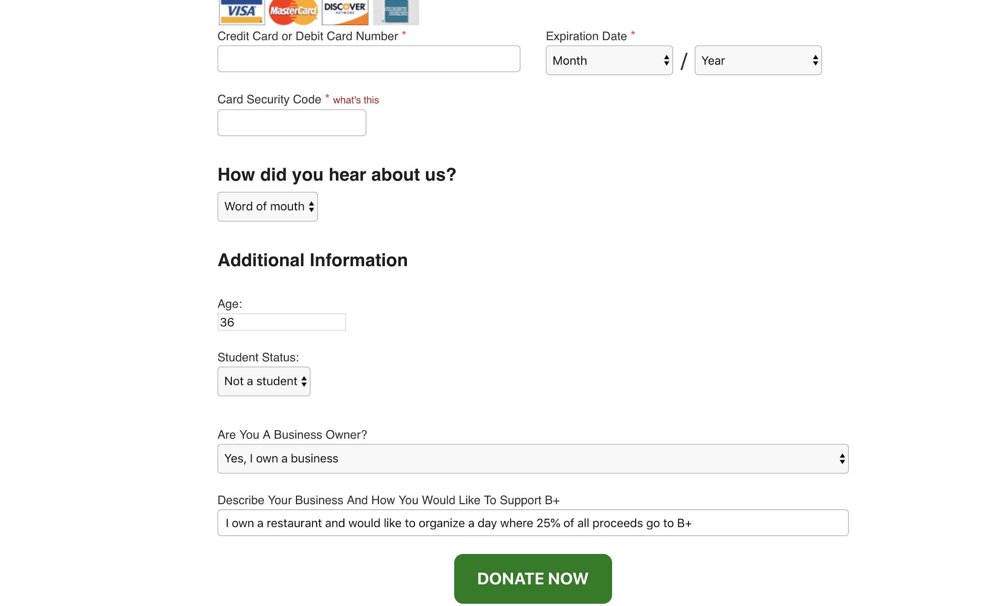 VISA MasterCard DISCOVER NETWORK AMERICAN EXPRESS
Credit Card or Debit Card Number * Expiration Date *
Month / Year
Card Security Code * what's this
How did you hear about us?
Word of mouth
Additional Information
Age:
36
Student Status:
Not a student
Are You A Business Owner?
Yes, I own a business
Describe Your Business And How You Would Like To Support B+
I own a restaurant and would like to organize a day where 25% of all proceeds go to B+
DONATE NOW